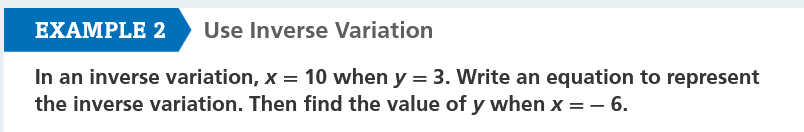 EXAMPLE 2 Use Inverse Variation
In an inverse variation, x = 10 when y = 3. Write an equation to represent
the inverse variation. Then find the value of y when x = – 6.